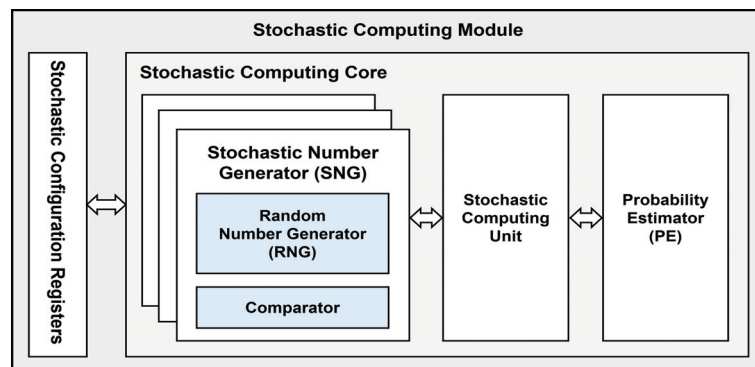 Stochastic Computing Module
Stochastic Configuration Registers
Stochastic Computing Core
Stochastic Number
Generator (SNG)
Random
Number Generator
(RNG)
Comparator
Stochastic
Computing
Unit
Probability
Estimator
(PE)